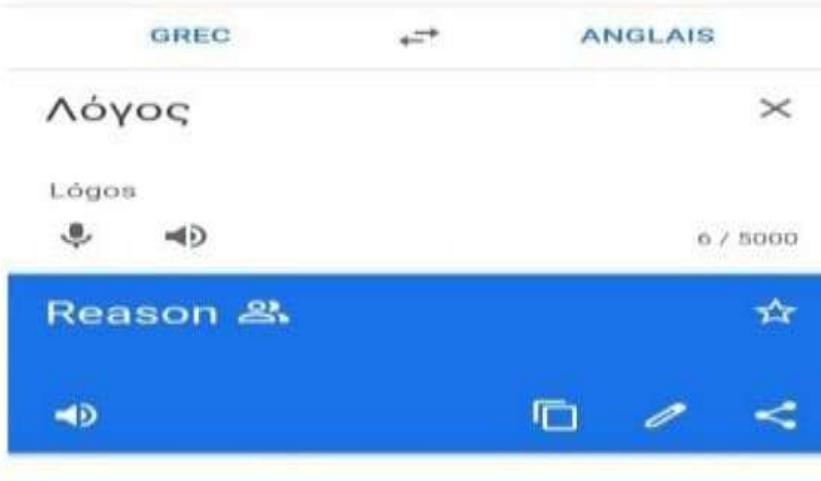 GREC ANGLAIS
Λόγος
Lógos
6 / 5000
Reason